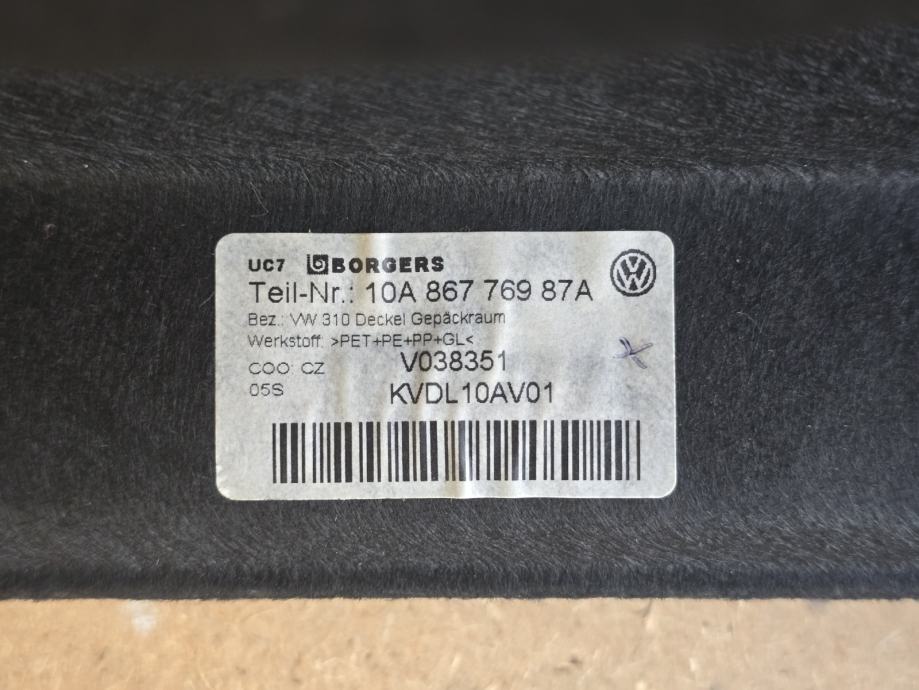 UC7 BORGERS
Teil-Nr.: 10A 867 769 87A
Bez.: VW 310 Deckel Gepäckraum
Werkstoff: >PET+PE+PP+GL<
COO: CZ V038351
05S KVDL10AV01